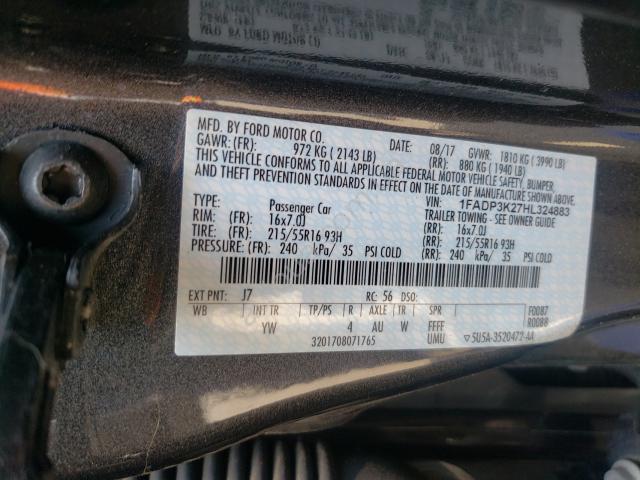 MFD. BY FORD MOTOR CO.
DATE: 08/17 GVWR: 1810 KG ( 3990 LB)
GAWR: (FR): 972 KG ( 2143 LB) (RR): 880 KG ( 1940 LB)
THIS VEHICLE CONFORMS TO ALL APPLICABLE FEDERAL MOTOR VEHICLE SAFETY, BUMPER,
AND THEFT PREVENTION STANDARDS IN EFFECT ON THE DATE OF MANUFACTURE SHOWN ABOVE.
VIN: 1FADP3K27HL324883
TYPE: Passenger Car TRAILER TOWING - SEE OWNER GUIDE
RIM: (FR): 16x7.0J (RR): 16x7.0J
TIRE: (FR): 215/55R16 93H (RR): 215/55R16 93H
PRESSURE: (FR): 240 kPa/ 35 PSI COLD (RR): 240 kPa/ 35 PSI COLD
EXT PNT: J7 RC: 56 DSO:
WB INT TR TP/PS R AXLE TR SPR
YW 4 AU W FFFF
3201708071765 UMU 5U5A-3520472-AA
F0087
R0088